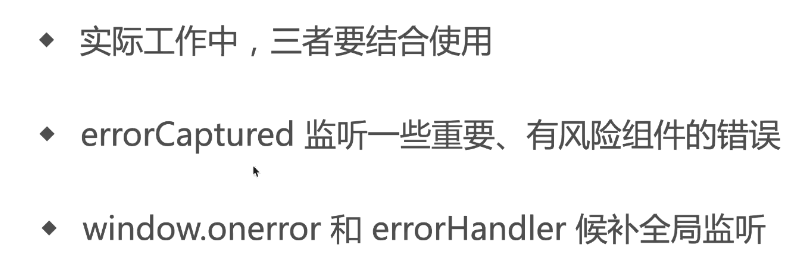 实际工作中，三者要结合使用
errorCaptured 监听一些重要、有风险组件的错误
window.onerror 和 errorHandler 候补全局监听